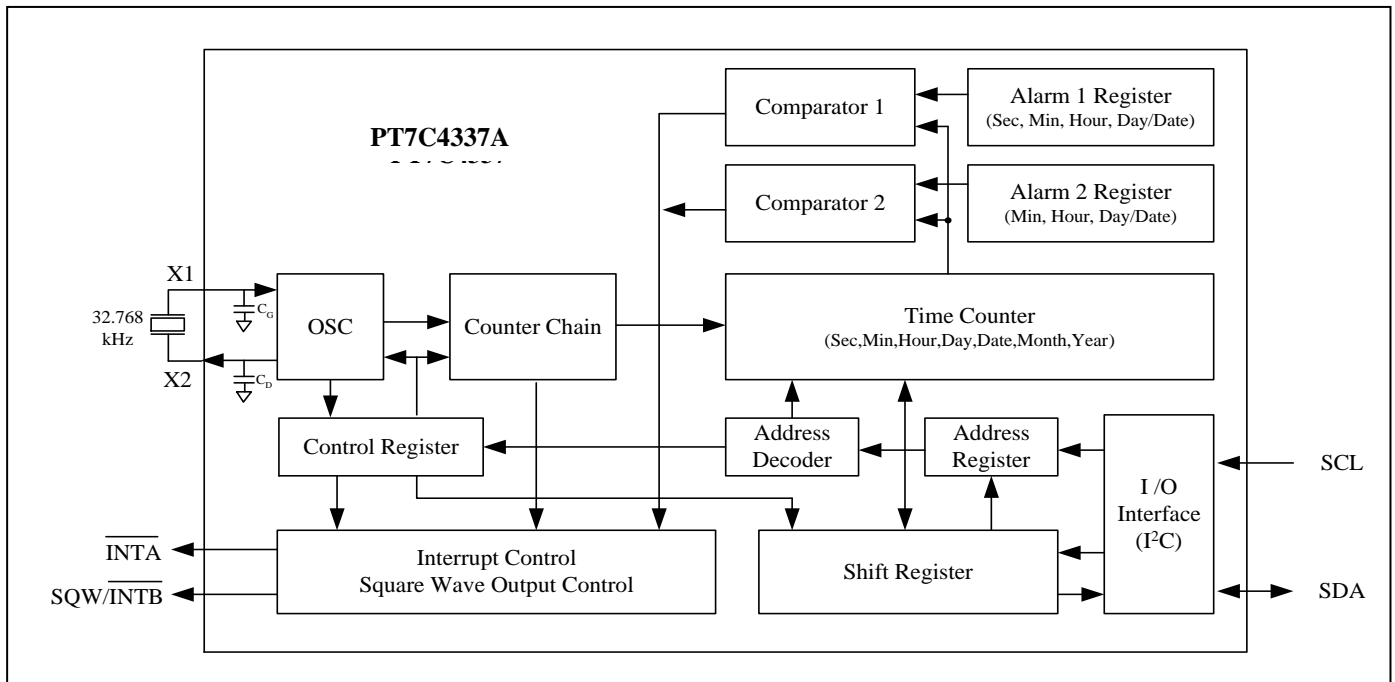 PT7C4337A
Comparator 1
Alarm 1 Register
(Sec, Min, Hour, Day/Date)
Comparator 2
Alarm 2 Register
(Min, Hour, Day/Date)
X1
32.768
kHz
X2
CG
CD
OSC
Counter Chain
Time Counter
(Sec,Min,Hour,Day,Date,Month,Year)
Control Register
Address
Decoder
Address
Register
I /O
Interface
(I²C)
SCL
SDA
INTA
SQW/INTB
Interrupt Control
Square Wave Output Control
Shift Register